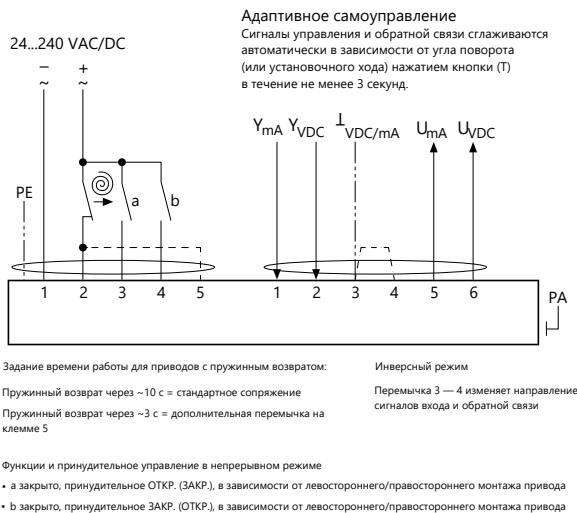 Адаптивное самоуправление
Сигналы управления и обратной связи сглаживаются
автоматически в зависимости от угла поворота
(или установочного хода) нажатием кнопки (T)
в течение не менее 3 секунд.
24...240 VAC/DC
– +
~ ~
YmA YVDC ⊥VDC/mA UmA UVDC
PE
a b
1 2 3 4 5 1 2 3 4 5 6
PA
Задание времени работы для приводов с пружинным возвратом:
Пружинный возврат через ~10 с = стандартное сопряжение
Пружинный возврат через ~3 с = дополнительная перемычка на
клемме 5
Инверсный режим
Перемычка 3 — 4 изменяет направление
сигналов входа и обратной связи
Функции и принудительное управление в непрерывном режиме
▪ a закрыто, принудительное ОТКР. (ЗАКР.), в зависимости от левостороннего/правостороннего монтажа привода
▪ b закрыто, принудительное ЗАКР. (ОТКР.), в зависимости от левостороннего/правостороннего монтажа привода